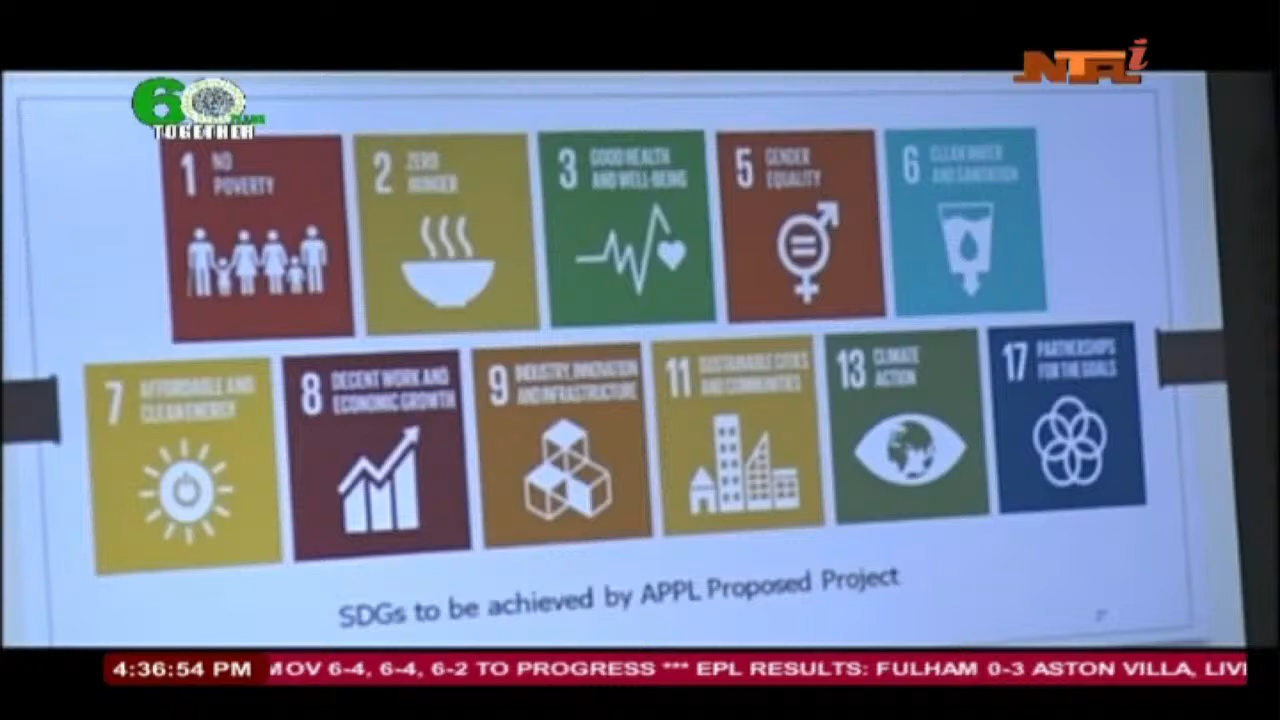 NTAi
60
TOGETHER
1 NO
POVERTY
2 ZERO
HUNGER
3 GOOD HEALTH
AND WELL-BEING
5 GENDER
EQUALITY
6 CLEAN WATER
AND SANITATION
7 AFFORDABLE AND
CLEAN ENERGY
8 DECENT WORK AND
ECONOMIC GROWTH
9 INDUSTRY, INNOVATION
AND INFRASTRUCTURE
11 SUSTAINABLE CITIES
AND COMMUNITIES
13 CLIMATE
ACTION
17 PARTNERSHIPS
FOR THE GOALS
SDGs to be achieved by APPL Proposed Project
4:36:54 PM MOV 6-4, 6-4, 6-2 TO PROGRESS *** EPL RESULTS: FULHAM 0-3 ASTON VILLA, LIV